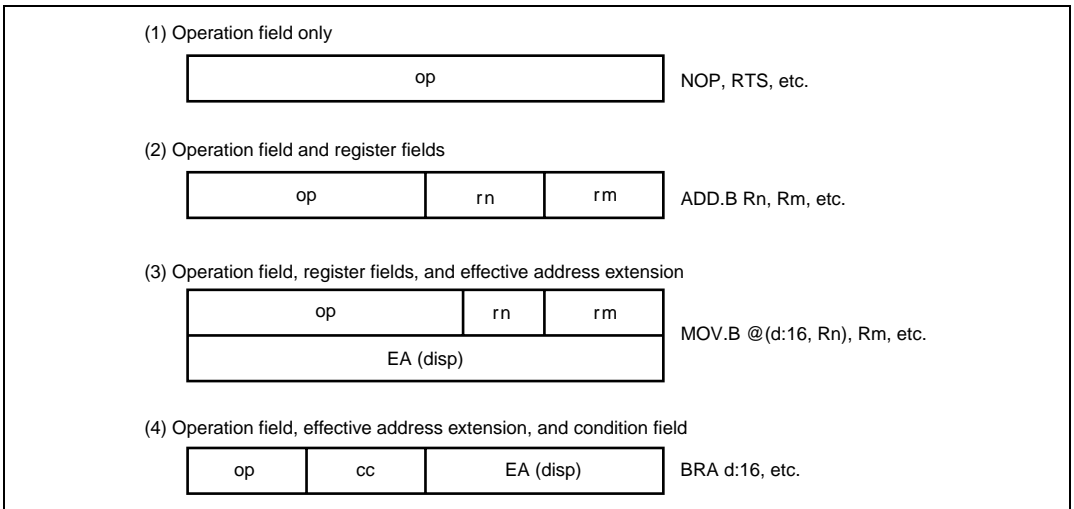 (1) Operation field only
op
NOP, RTS, etc.
(2) Operation field and register fields
op rn rm
ADD.B Rn, Rm, etc.
(3) Operation field, register fields, and effective address extension
op rn rm
EA (disp)
MOV.B @(d:16, Rn), Rm, etc.
(4) Operation field, effective address extension, and condition field
op cc EA (disp)
BRA d:16, etc.